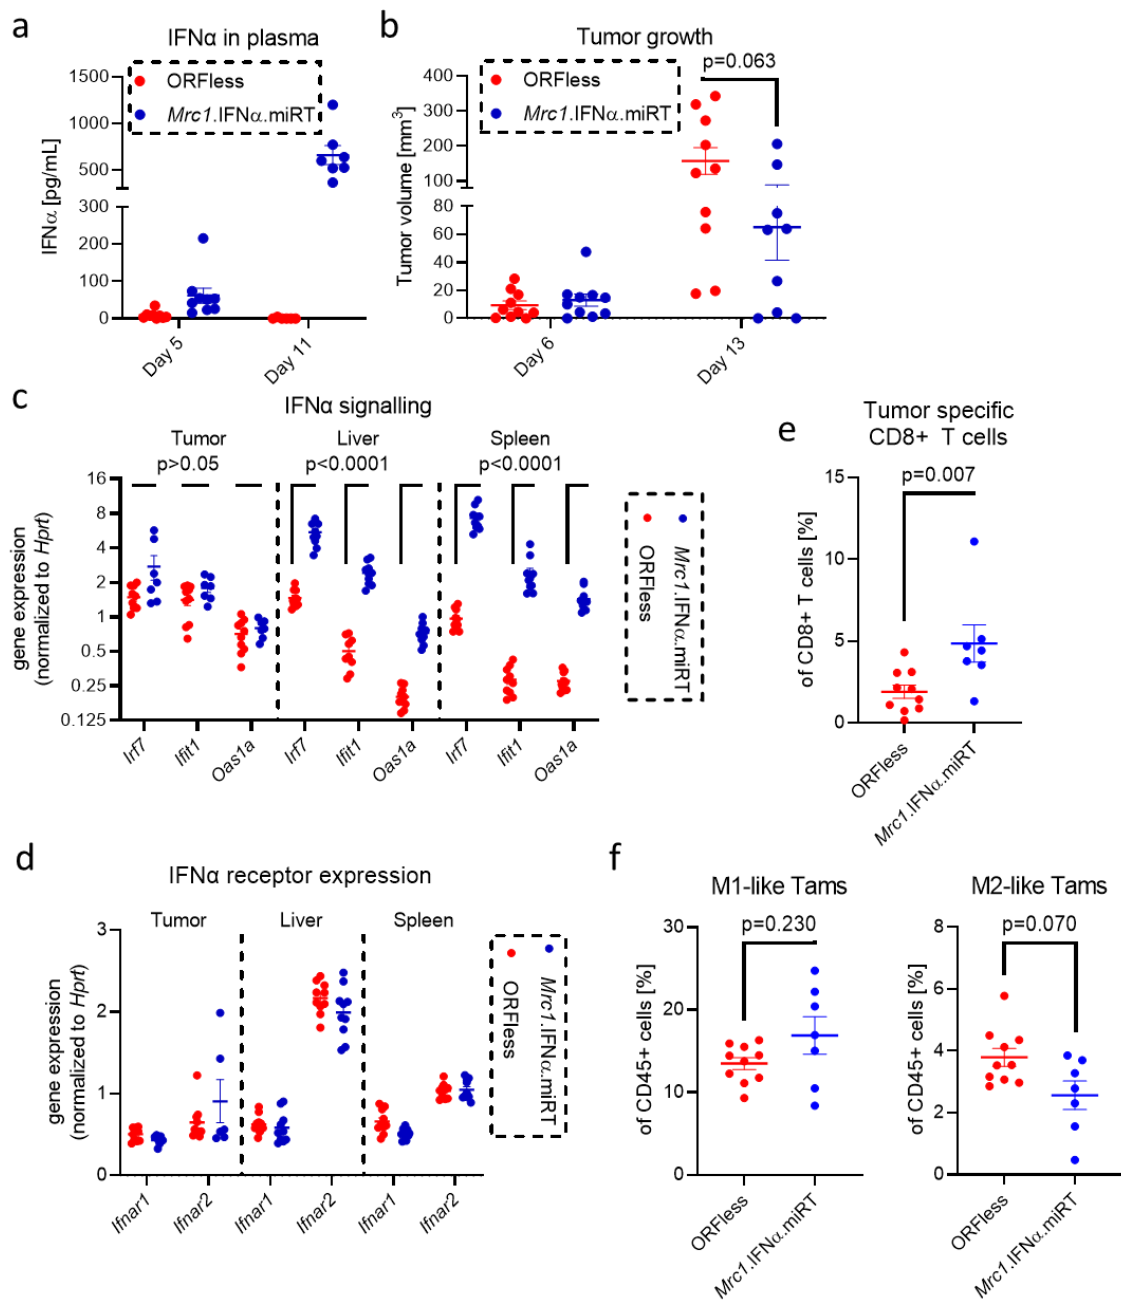 a
IFNα in plasma
ORFless
Mrc1.IFNα.miRT
IFNα [pg/mL]
1500
1000
500
300
200
100
0
Day 5
Day 11
b
Tumor growth
p=0.063
ORFless
Mrc1.IFNα.miRT
Tumor volume [mm³]
400
300
200
100
80
60
40
20
0
Day 6
Day 13
c
IFNα signalling
Tumor
Liver
Spleen
p>0.05
p<0.0001
p<0.0001
gene expression
(normalized to Hprt)
16
8
4
2
1
0.5
0.25
0.125
Irf7
Ifit1
Oas1a
Irf7
Ifit1
Oas1a
Irf7
Ifit1
Oas1a
Mrc1.IFNα.miRT
ORFless
e
Tumor specific
CD8+ T cells
p=0.007
of CD8+ T cells [%]
15
10
5
0
ORFless
Mrc1.IFNα.miRT
d
IFNα receptor expression
Tumor
Liver
Spleen
gene expression
(normalized to Hprt)
3
2
1
0
Ifnar1
Ifnar2
Ifnar1
Ifnar2
Ifnar1
Ifnar2
Mrc1.IFNα.miRT
ORFless
f
M1-like Tams
p=0.230
of CD45+ cells [%]
30
20
10
0
ORFless
Mrc1.IFNα.miRT
M2-like Tams
p=0.070
of CD45+ cells [%]
8
6
4
2
0
ORFless
Mrc1.IFNα.miRT